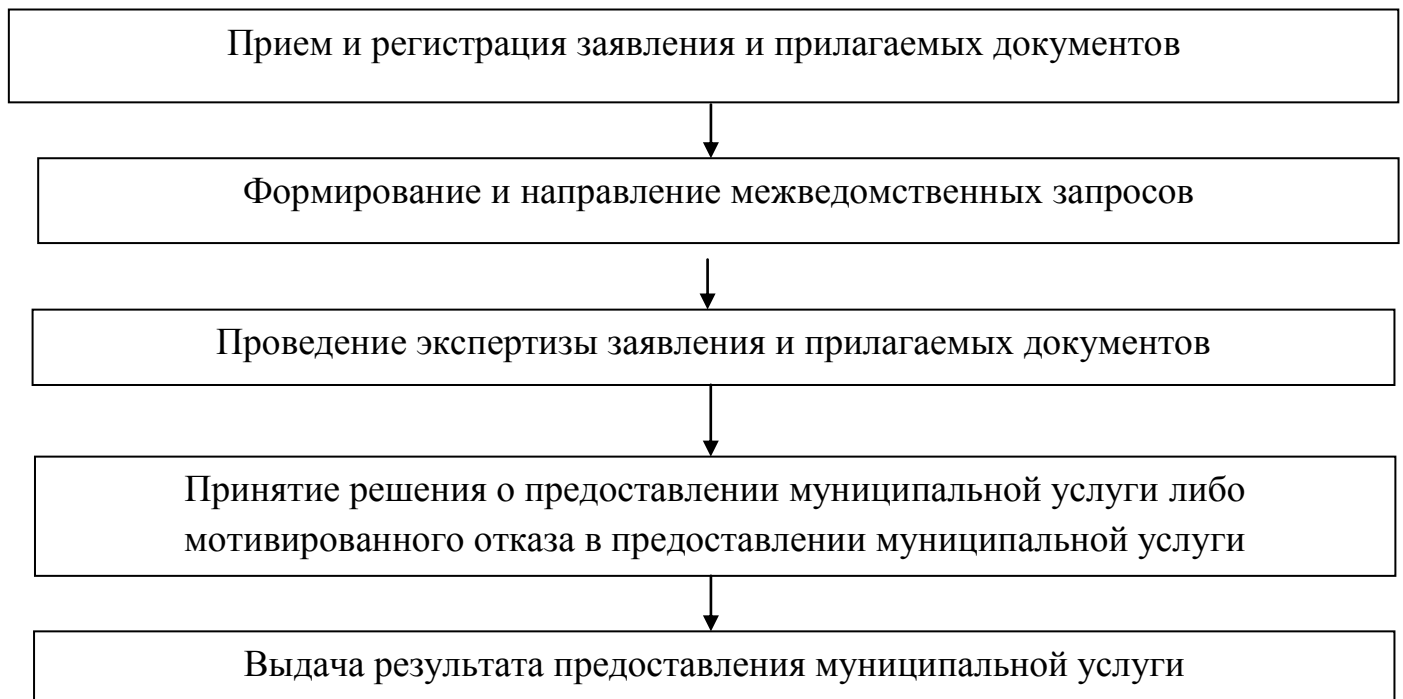 Прием и регистрация заявления и прилагаемых документов
Формирование и направление межведомственных запросов
Проведение экспертизы заявления и прилагаемых документов
Принятие решения о предоставлении муниципальной услуги либо
мотивированного отказа в предоставлении муниципальной услуги
Выдача результата предоставления муниципальной услуги